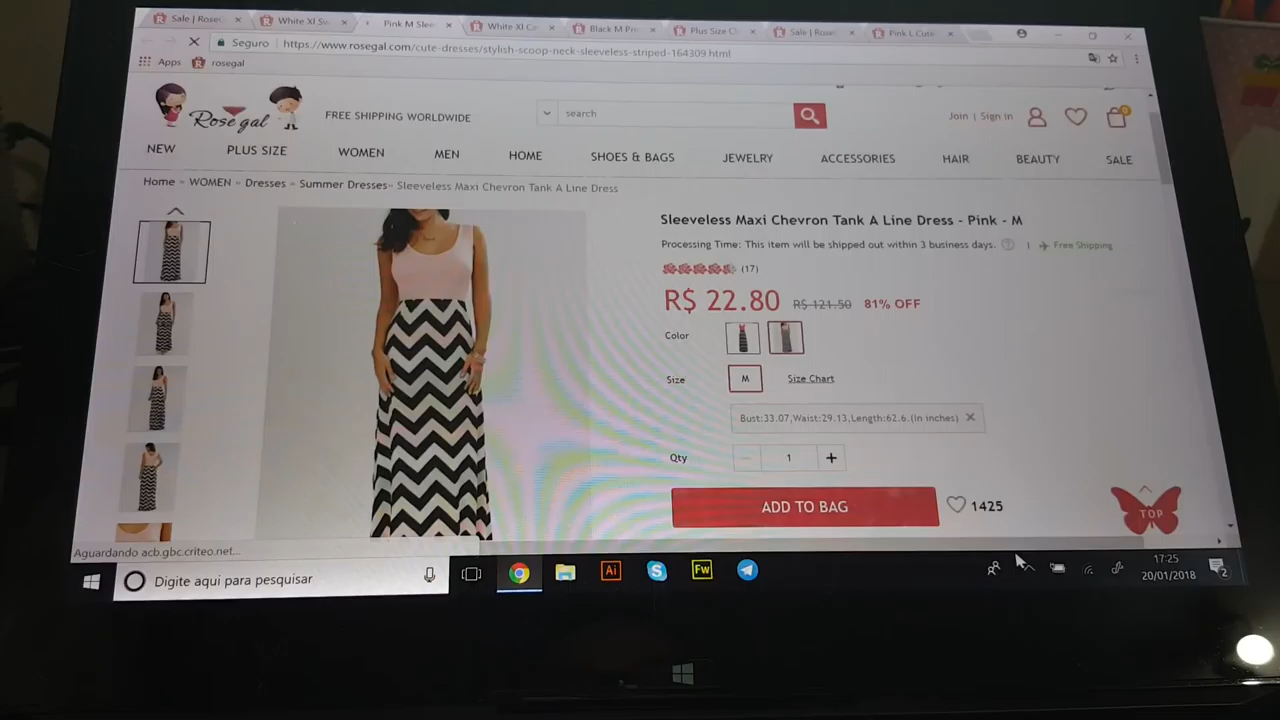 Sale | Rosec
White Xl Sv
Pink M Slee
White Xl C
Black M Pr
Plus Size C
Sale | Rose
Pink L Cute
Seguro
https://www.rosegal.com/cute-dresses/stylish-scoop-neck-sleeveless-striped-164309.html
Apps
rosegal
Rosegal
FREE SHIPPING WORLDWIDE
search
Join | Sign in
0
NEW
PLUS SIZE
WOMEN
MEN
HOME
SHOES & BAGS
JEWELRY
ACCESSORIES
HAIR
BEAUTY
SALE
Home » WOMEN » Dresses » Summer Dresses» Sleeveless Maxi Chevron Tank A Line Dress
Sleeveless Maxi Chevron Tank A Line Dress - Pink - M
Processing Time: This item will be shipped out within 3 business days. ? | Free Shipping
(17)
R$ 22.80 R$ 121.50 81% OFF
Color
Size
M
Size Chart
Bust:33.07,Waist:29.13,Length:62.6.(In inches)
Qty
1
ADD TO BAG
1425
TOP
Aguardando acb.gbc.criteo.net...
Digite aqui para pesquisar
Ai
Fw
17:25
20/01/2018
2